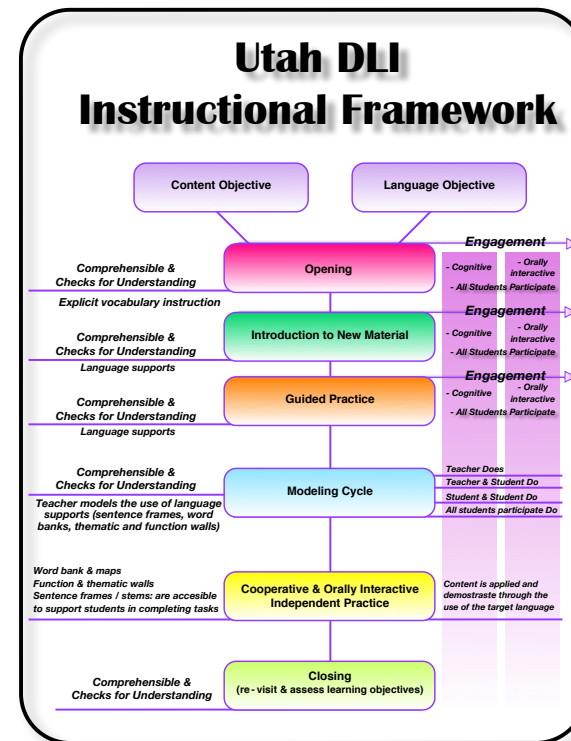 Utah DLI
Instructional Framework
Content Objective
Language Objective
Engagement
Comprehensible &
Checks for Understanding
Explicit vocabulary instruction
Opening
- Cognitive
- Orally
interactive
- All Students Participate
Engagement
Comprehensible &
Checks for Understanding
Language supports
Introduction to New Material
- Cognitive
- Orally
interactive
- All Students Participate
Engagement
Comprehensible &
Checks for Understanding
Language supports
Guided Practice
- Cognitive
- Orally
interactive
- All Students Participate
Comprehensible &
Checks for Understanding
Teacher models the use of language
supports (sentence frames, word
banks, thematic and function walls)
Modeling Cycle
Teacher Does
Teacher & Student Do
Student & Student Do
All students participate Do
Word bank & maps
Function & thematic walls
Sentence frames / stems: are accesible
to support students in completing tasks
Cooperative & Orally Interactive
Independent Practice
Content is applied and
demostrate through the
use of the target language
Comprehensible &
Checks for Understanding
Closing
(re-visit & assess learning objectives)